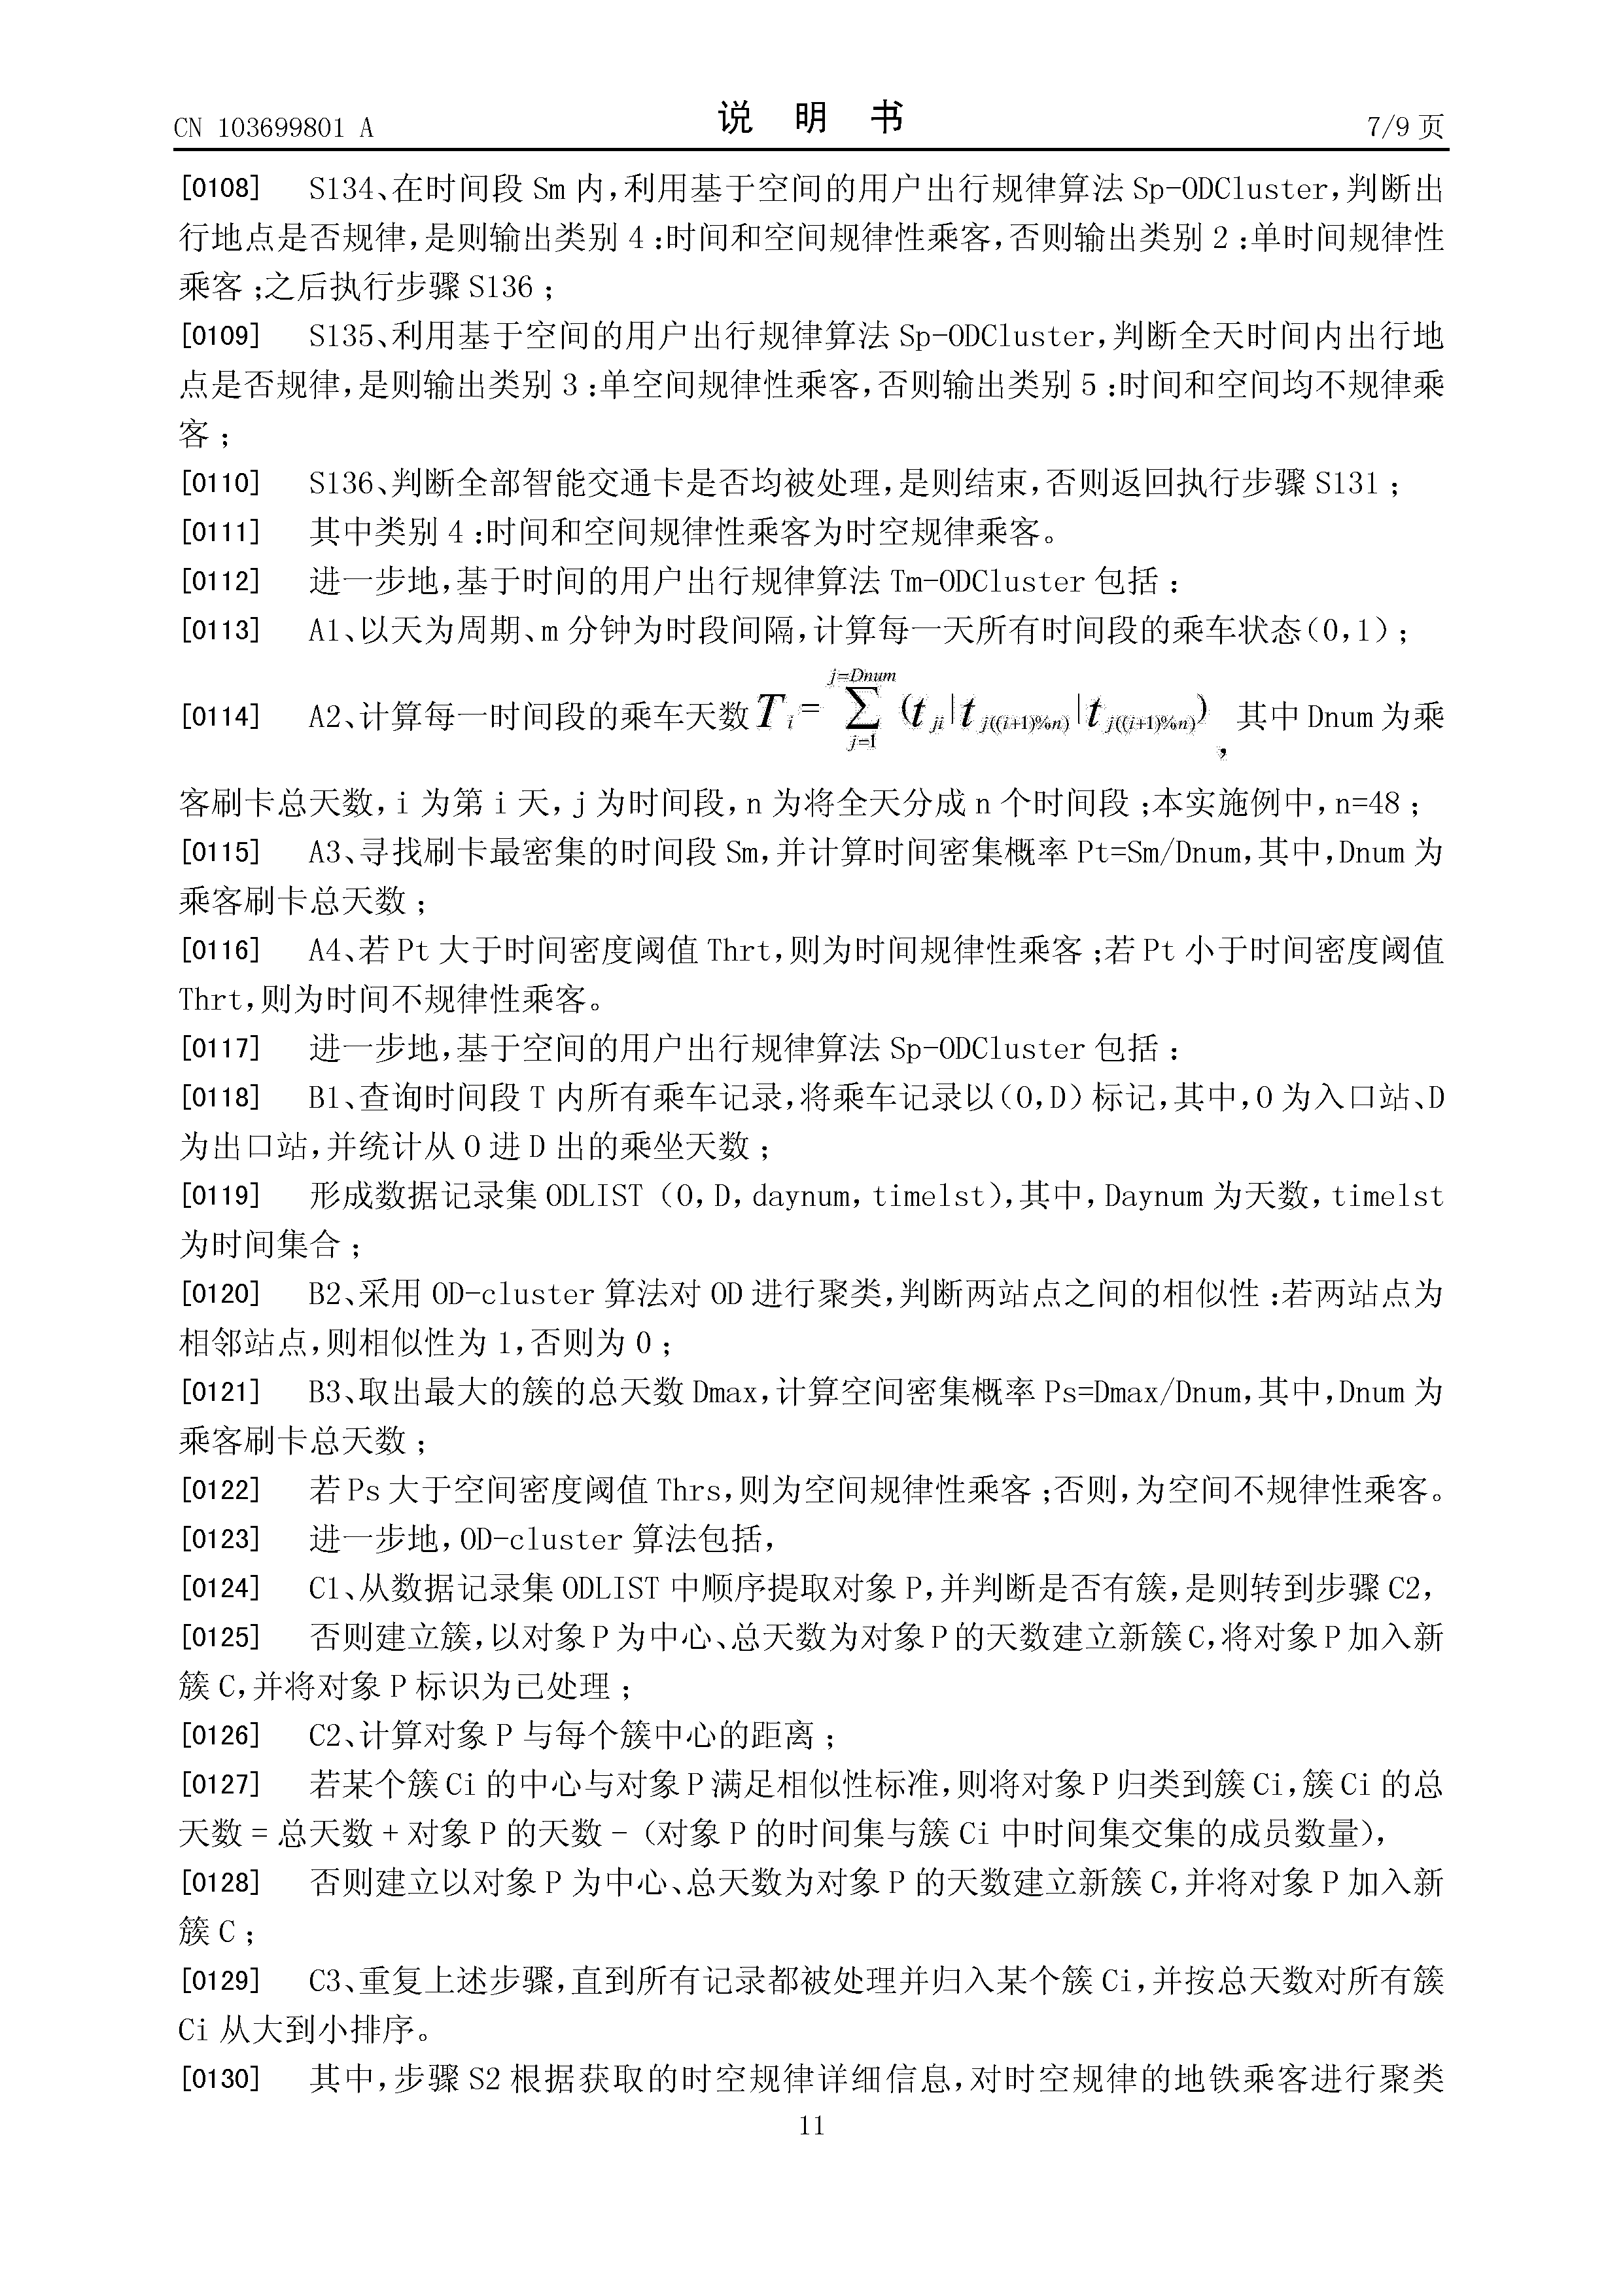 CN 103699801 A 说 明 书 7/9 页
[0108] S134、在时间段 Sm 内,利用基于空间的用户出行规律算法 Sp-ODCluster,判断出
行地点是否规律,是则输出类别 4 :时间和空间规律性乘客,否则输出类别 2 :单时间规律性
乘客 ;之后执行步骤 S136 ;
[0109] S135、利用基于空间的用户出行规律算法 Sp-ODCluster,判断全天时间内出行地
点是否规律,是则输出类别 3 :单空间规律性乘客,否则输出类别 5 :时间和空间均不规律乘
客 ;
[0110] S136、判断全部智能交通卡是否均被处理,是则结束,否则返回执行步骤 S131 ;
[0111] 其中类别 4 :时间和空间规律性乘客为时空规律乘客。
[0112] 进一步地,基于时间的用户出行规律算法 Tm-ODCluster 包括 :
[0113] A1、以天为周期、m 分钟为时段间隔,计算每一天所有时间段的乘车状态(0,1) ;
[0114] A2、计算每一时间段的乘车天数 $T_i = \sum_{j=1}^{j=Dnum} (t_{ji} | t_{j((i+1)\%n)} | t_{j((i+1)\%n)})$ , 其中 Dnum 为乘
客刷卡总天数,i 为第 i 天,j 为时间段,n 为将全天分成 n 个时间段 ;本实施例中,n=48 ;
[0115] A3、寻找刷卡最密集的时间段 Sm,并计算时间密集概率 Pt=Sm/Dnum,其中,Dnum 为
乘客刷卡总天数 ;
[0116] A4、若 Pt 大于时间密度阈值 Thrt,则为时间规律性乘客 ;若 Pt 小于时间密度阈值
Thrt,则为时间不规律性乘客。
[0117] 进一步地,基于空间的用户出行规律算法 Sp-ODCluster 包括 :
[0118] B1、查询时间段 T 内所有乘车记录,将乘车记录以(O,D) 标记,其中,O 为入口站、D
为出口站,并统计从 O 进 D 出的乘坐天数 ;
[0119] 形成数据记录集 ODLIST (O, D, daynum, timelst),其中, Daynum 为天数, timelst
为时间集合 ;
[0120] B2、采用 OD-cluster 算法对 OD 进行聚类,判断两站点之间的相似性 :若两站点为
相邻站点,则相似性为 1,否则为 0 ;
[0121] B3、取出最大的簇的总天数 Dmax,计算空间密集概率 Ps=Dmax/Dnum,其中,Dnum 为
乘客刷卡总天数 ;
[0122] 若 Ps 大于空间密度阈值 Thrs,则为空间规律性乘客 ;否则,为空间不规律性乘客。
[0123] 进一步地,OD-cluster 算法包括,
[0124] C1、从数据记录集 ODLIST 中顺序提取对象 P,并判断是否有簇,是则转到步骤 C2,
[0125] 否则建立簇,以对象 P 为中心、总天数为对象 P 的天数建立新簇 C,将对象 P 加入新
簇 C,并将对象 P 标识为已处理 ;
[0126] C2、计算对象 P 与每个簇中心的距离 ;
[0127] 若某个簇 Ci 的中心与对象 P 满足相似性标准,则将对象 P 归类到簇 Ci,簇 Ci 的总
天数 = 总天数 + 对象 P 的天数 - (对象 P 的时间集与簇 Ci 中时间集交集的成员数量),
[0128] 否则建立以对象 P 为中心、总天数为对象 P 的天数建立新簇 C,并将对象 P 加入新
簇 C ;
[0129] C3、重复上述步骤,直到所有记录都被处理并归入某个簇 Ci,并按总天数对所有簇
Ci 从大到小排序。
[0130] 其中,步骤 S2 根据获取的时空规律详细信息,对时空规律的地铁乘客进行聚类
11